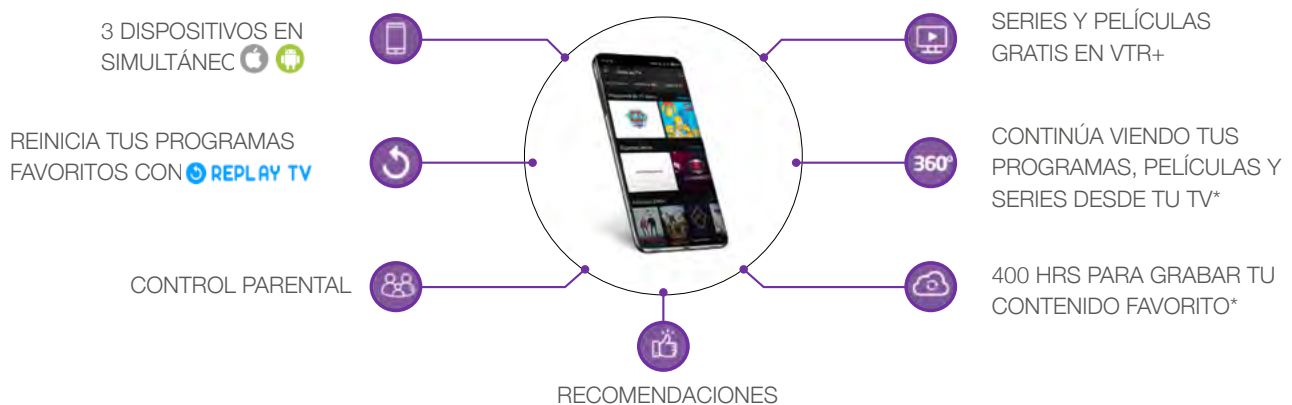 3 DISPOSITIVOS EN
SIMULTÁNEO
REINICIA TUS PROGRAMAS
FAVORITOS CON REPLAY TV
CONTROL PARENTAL
RECOMENDACIONES
SERIES Y PELÍCULAS
GRATIS EN VTR+
360°
CONTINÚA VIENDO TUS
PROGRAMAS, PELÍCULAS Y
SERIES DESDE TU TV*
400 HRS PARA GRABAR TU
CONTENIDO FAVORITO*